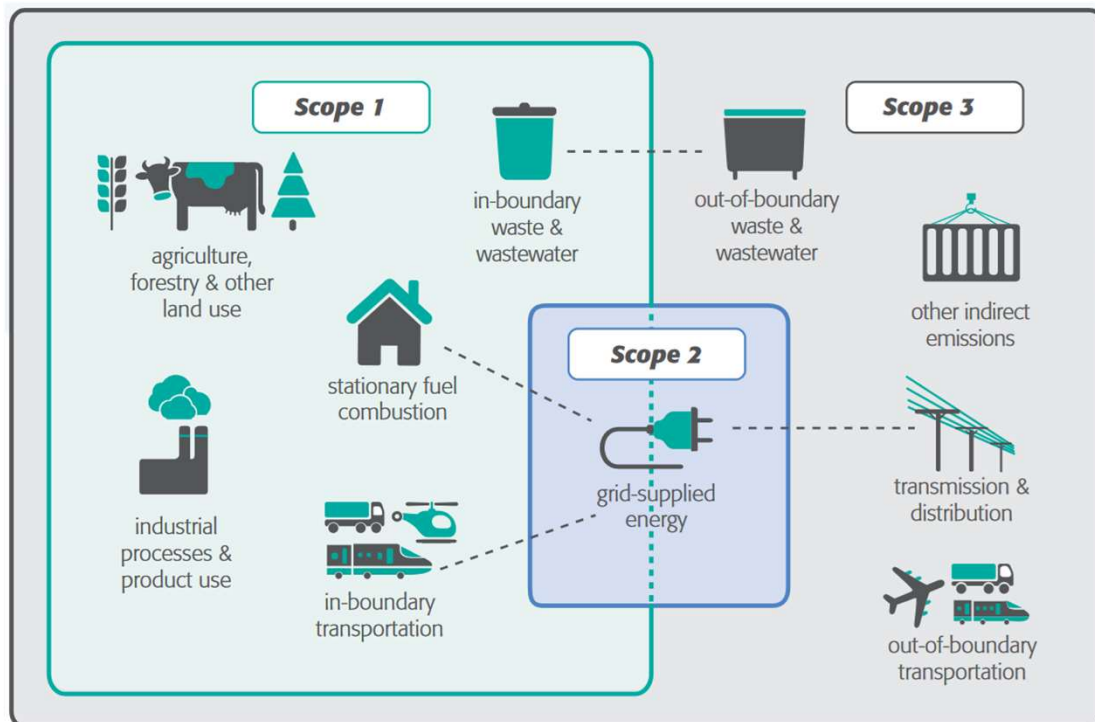 Scope 1
Scope 3
agriculture,
forestry & other
land use
in-boundary
waste &
wastewater
out-of-boundary
waste &
wastewater
other indirect
emissions
stationary fuel
combustion
Scope 2
grid-supplied
energy
transmission &
distribution
industrial
processes &
product use
in-boundary
transportation
out-of-boundary
transportation